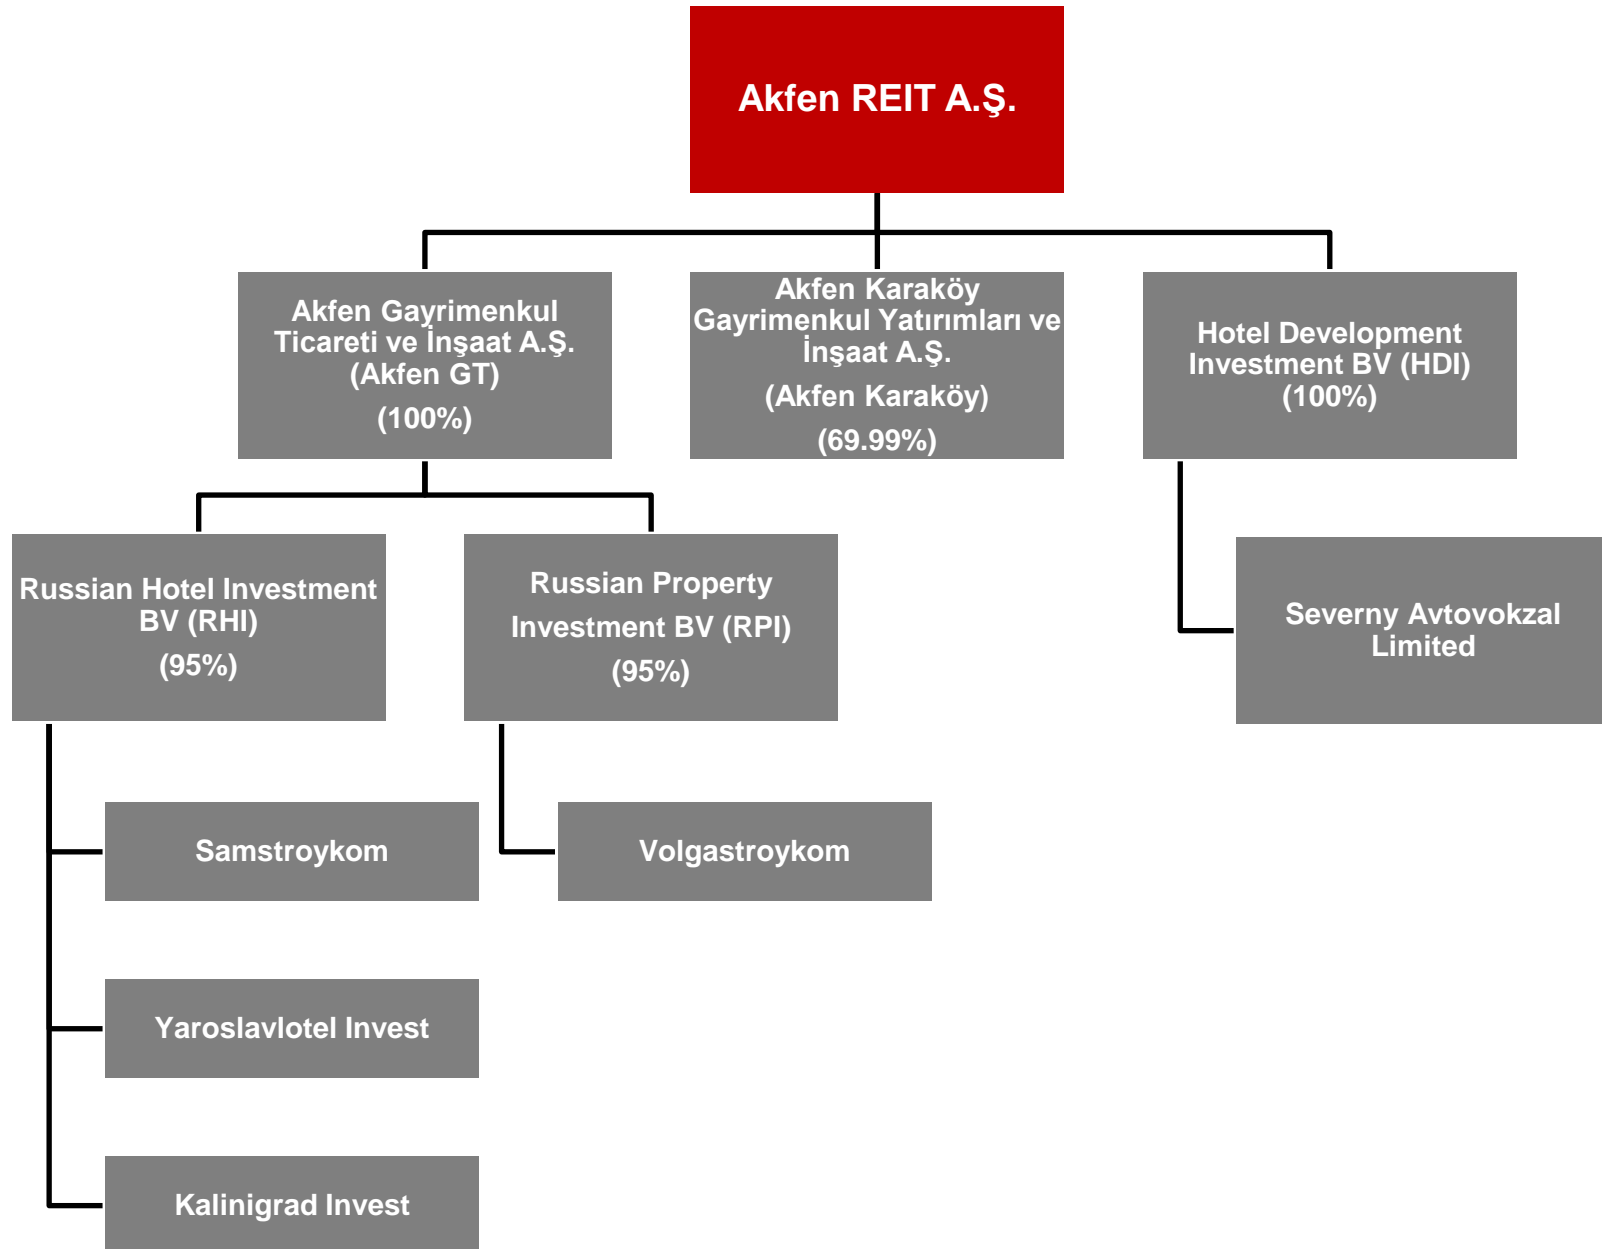 Akfen REIT A.Ş.
Akfen Gayrimenkul
Ticareti ve İnşaat A.Ş.
(Akfen GT)
(100%)
Akfen Karaköy
Gayrimenkul Yatırımları ve
İnşaat A.Ş.
(Akfen Karaköy)
(69.99%)
Hotel Development
Investment BV (HDI)
(100%)
Russian Hotel Investment
BV (RHI)
(95%)
Russian Property
Investment BV (RPI)
(95%)
Severny Avtovokzal
Limited
Samstroykom
Volgastroykom
Yaroslavlotel Invest
Kalinigrad Invest